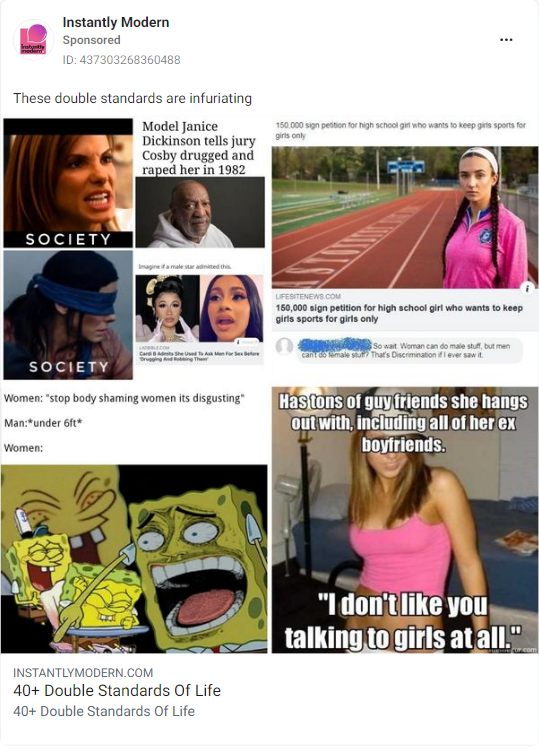 Instantly Modern
Sponsored
ID: 437303268360488
instantly
modern
These double standards are infuriating
SOCIETY
Model Janice
Dickinson tells jury
Cosby drugged and
raped her in 1982
SOCIETY
Imagine if a male star admitted this.
LADBIBLE.COM
Cardi B Admits She Used To Ask Men For Sex Before
'Drugging And Robbing Them'
150,000 sign petition for high school girl who wants to keep girls sports for
girls only
LIFESITENEWS.COM
150,000 sign petition for high school girl who wants to keep
girls sports for girls only
So wait. Woman can do male stuff, but men
can't do female stuff? That's Discrimination if I ever saw it.
Women: "stop body shaming women its disgusting"
Man:*under 6ft*
Women:
Has tons of guy friends she hangs
out with, including all of her ex
boyfriends.
"I don't like you
talking to girls at all."
INSTANTLYMODERN.COM
40+ Double Standards Of Life
40+ Double Standards Of Life